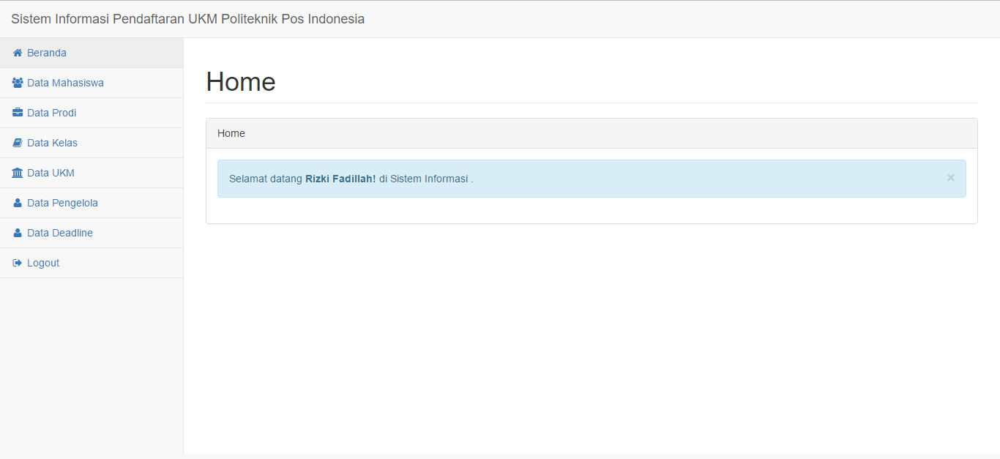 Sistem Informasi Pendaftaran UKM Politeknik Pos Indonesia
Beranda
Data Mahasiswa
Data Prodi
Data Kelas
Data UKM
Data Pengelola
Data Deadline
Logout
Home
Home
Selamat datang Rizki Fadillah! di Sistem Informasi . ×